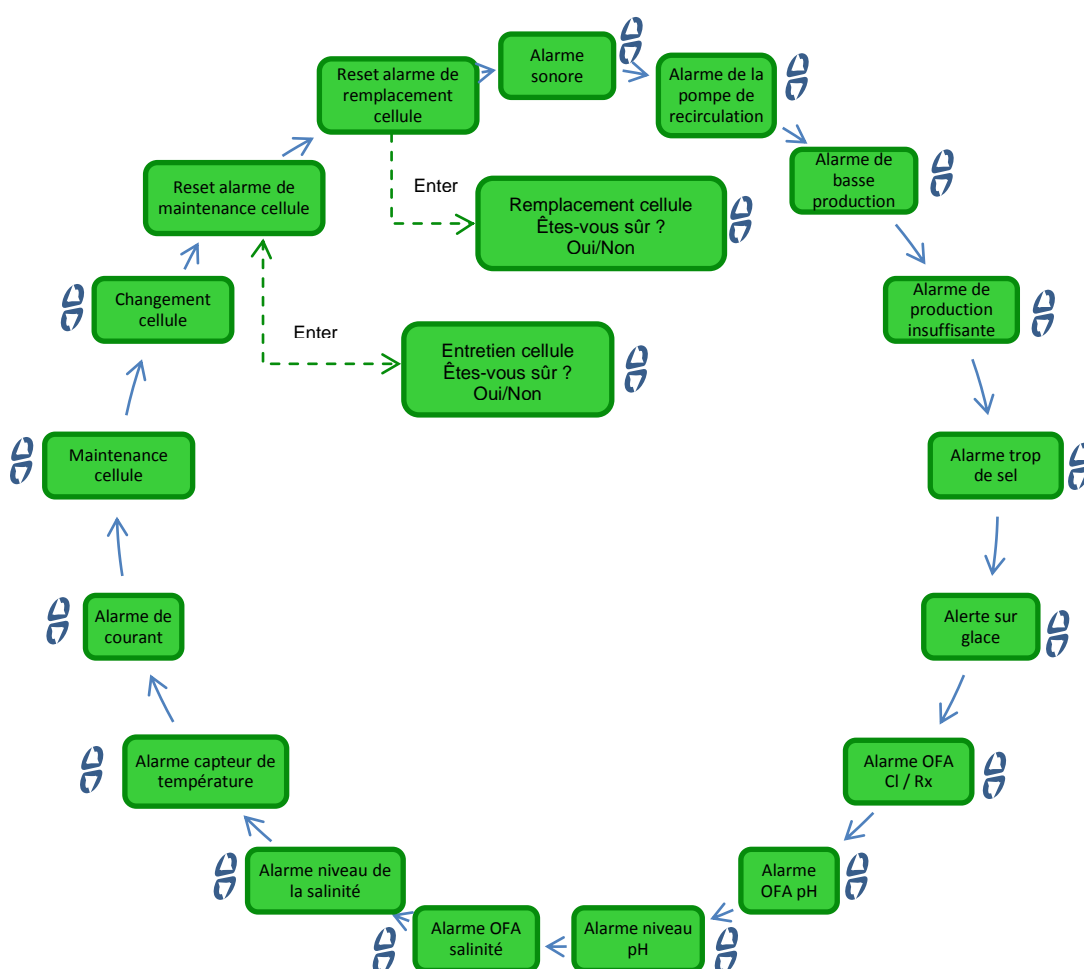 Alarme
sonore
Alarme de la
pompe de
recirculation
Alarme de
basse
production
Alarme de
production
insuffisante
Alarme trop
de sel
Alerte sur
glace
Alarme OFA
Cl / Rx
Alarme
OFA pH
Alarme niveau
pH
Alarme OFA
salinité
Alarme niveau de
la salinité
Alarme capteur de
température
Alarme de
courant
Maintenance
cellule
Changement
cellule
Reset alarme de
maintenance cellule
Reset alarme de
remplacement
cellule
Enter
Remplacement cellule
Êtes-vous sûr ?
Oui/Non
Enter
Entretien cellule
Êtes-vous sûr ?
Oui/Non